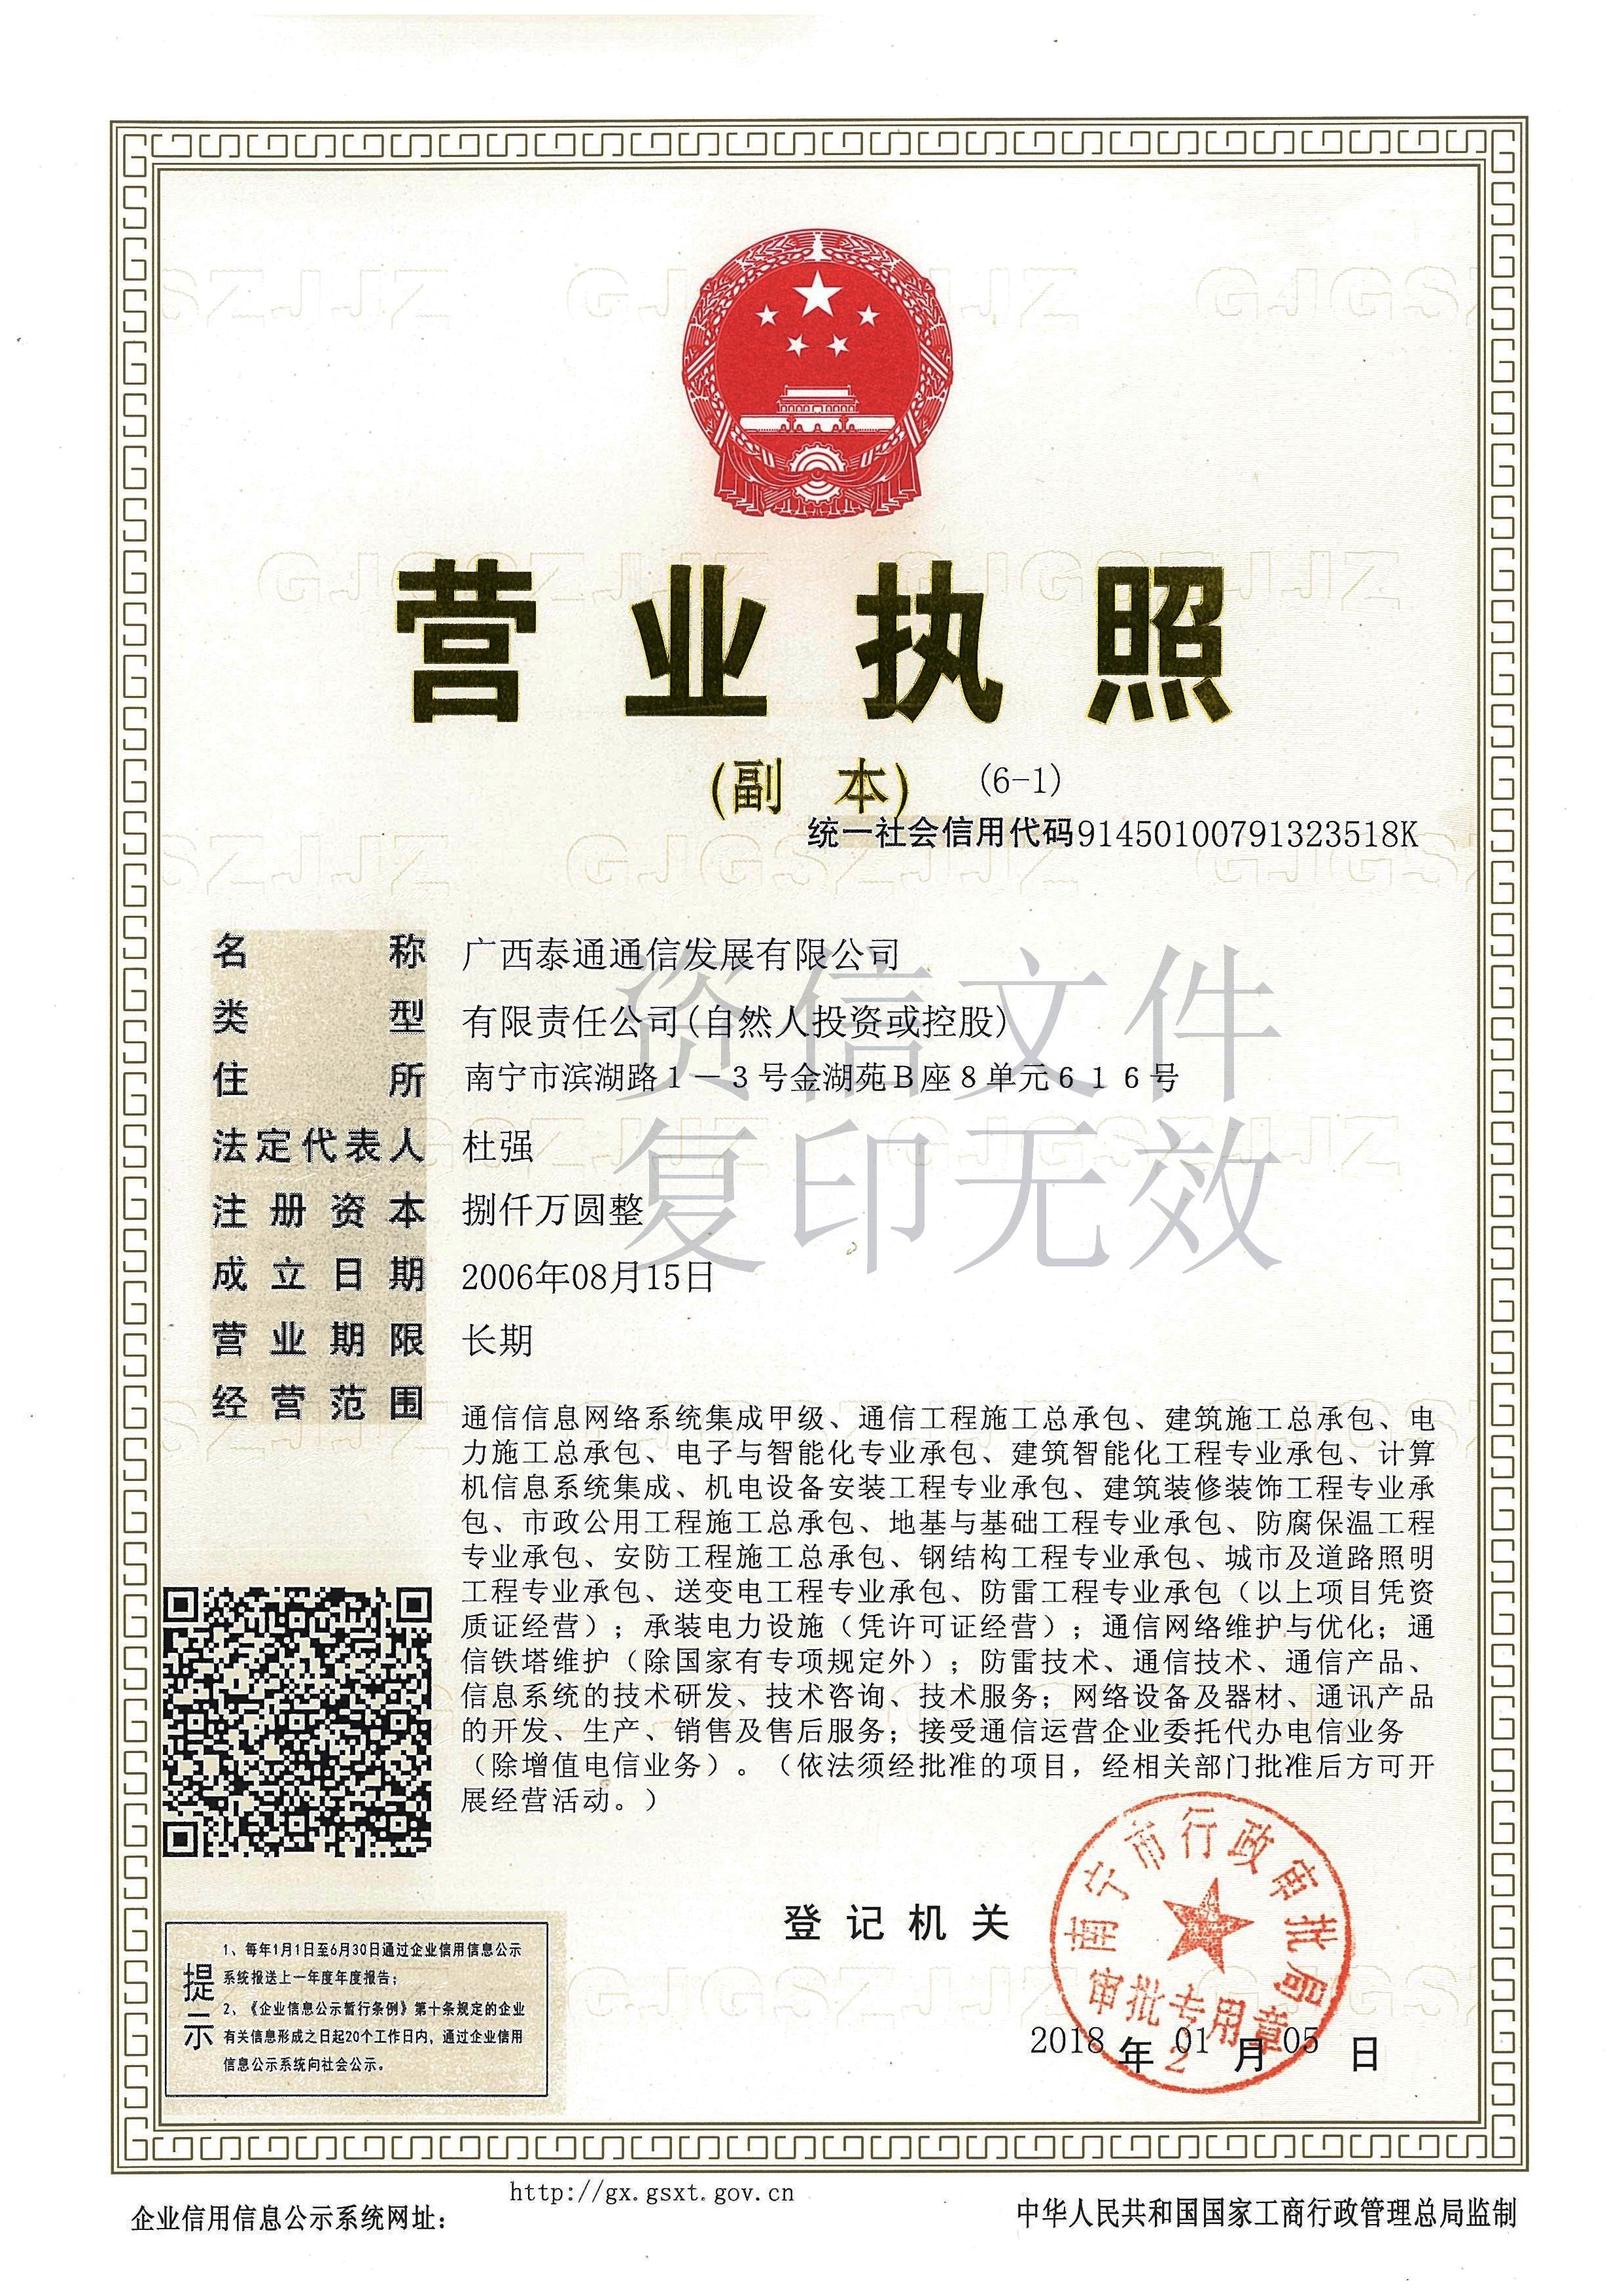 营业执照
(副 本) (6-1)
统一社会信用代码91450100791323518K
名 称 广西泰通通信发展有限公司
类 型 有限责任公司(自然人投资或控股)
住 所 南宁市滨湖路1-3号金湖苑B座8单元616号
法定代表人 杜强
注册资本 捌仟万圆整
成立日期 2006年08月15日
营业期限 长期
经营范围
通信信息网络系统集成甲级、通信工程施工总承包、建筑施工总承包、电
力施工总承包、电子与智能化专业承包、建筑智能化工程专业承包、计算
机信息系统集成、机电设备安装工程专业承包、建筑装修装饰工程专业承
包、市政公用工程施工总承包、地基与基础工程专业承包、防腐保温工程
专业承包、安防工程施工总承包、钢结构工程专业承包、城市及道路照明
工程专业承包、送变电工程专业承包、防雷工程专业承包（以上项目凭资
质证经营）；承装电力设施（凭许可证经营）；通信网络维护与优化；通
信铁塔维护（除国家有专项规定外）；防雷技术、通信技术、通信产品、
信息系统的技术研发、技术咨询、技术服务；网络设备及器材、通讯产品
的开发、生产、销售及售后服务；接受通信运营企业委托代办电信业务
（除增值电信业务）。（依法须经批准的项目，经相关部门批准后方可开
展经营活动。）
资信文件
复印无效
登记机关
南宁市行政审批局
审批专用章
2
2018 年 01 月 05 日
提示
1、每年1月1日至6月30日通过企业信用信息公示
系统报送上一年度年度报告；
2、《企业信息公示暂行条例》第十条规定的企业
有关信息形成之日起20个工作日内，通过企业信用
信息公示系统向社会公示。
http://gx.gsxt.gov.cn
企业信用信息公示系统网址：
中华人民共和国国家工商行政管理总局监制